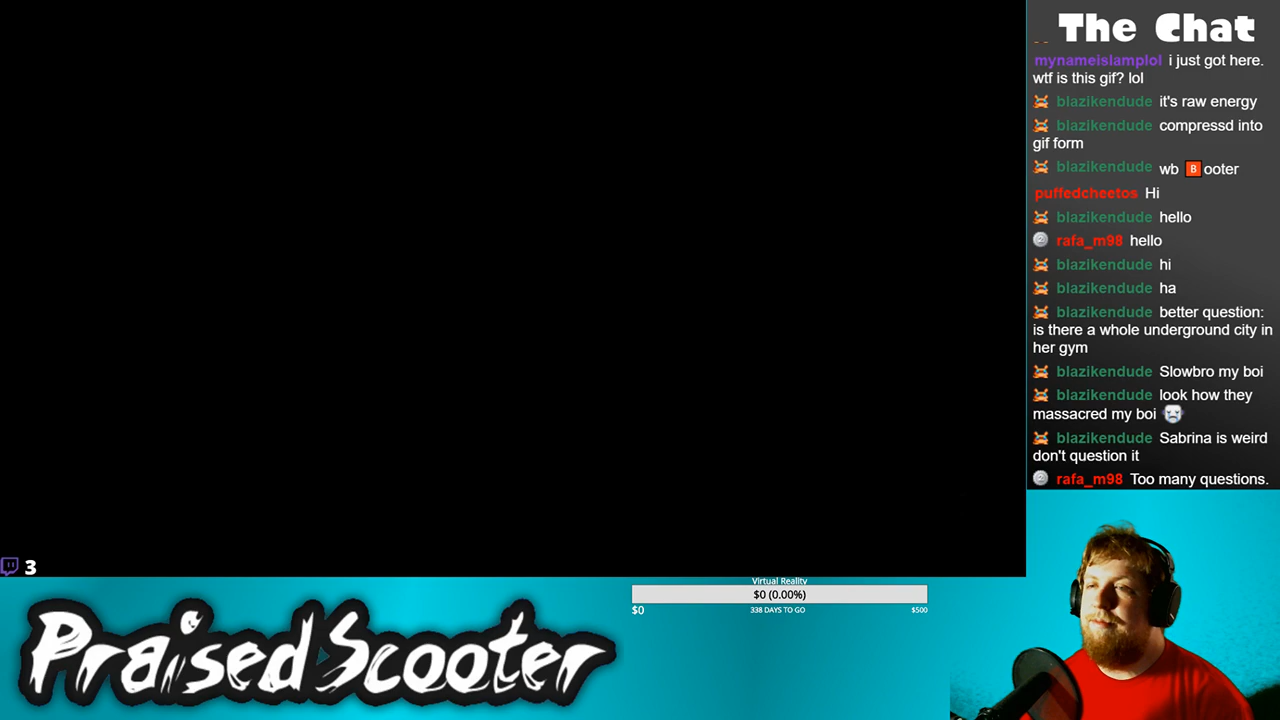 The Chat
mynameislamplol i just got here.
wtf is this gif? lol
blazikendude it's raw energy
blazikendude compressd into
gif form
blazikendude wb B ooter
puffedcheetos Hi
blazikendude hello
rafa_m98 hello
blazikendude hi
blazikendude ha
blazikendude better question:
is there a whole underground city in
her gym
blazikendude Slowbro my boi
blazikendude look how they
massacred my boi
blazikendude Sabrina is weird
don't question it
rafa_m98 Too many questions.
3
Virtual Reality
$0 (0.00%)
$0 338 DAYS TO GO $500
PraisedScooter